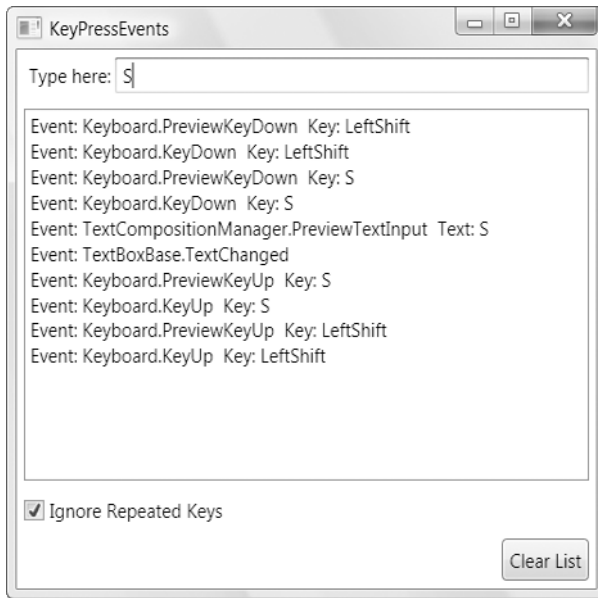 KeyPressEvents
Type here: S
Event: Keyboard.PreviewKeyDown Key: LeftShift
Event: Keyboard.KeyDown Key: LeftShift
Event: Keyboard.PreviewKeyDown Key: S
Event: Keyboard.KeyDown Key: S
Event: TextCompositionManager.PreviewTextInput Text: S
Event: TextBoxBase.TextChanged
Event: Keyboard.PreviewKeyUp Key: S
Event: Keyboard.KeyUp Key: S
Event: Keyboard.PreviewKeyUp Key: LeftShift
Event: Keyboard.KeyUp Key: LeftShift
Ignore Repeated Keys
Clear List